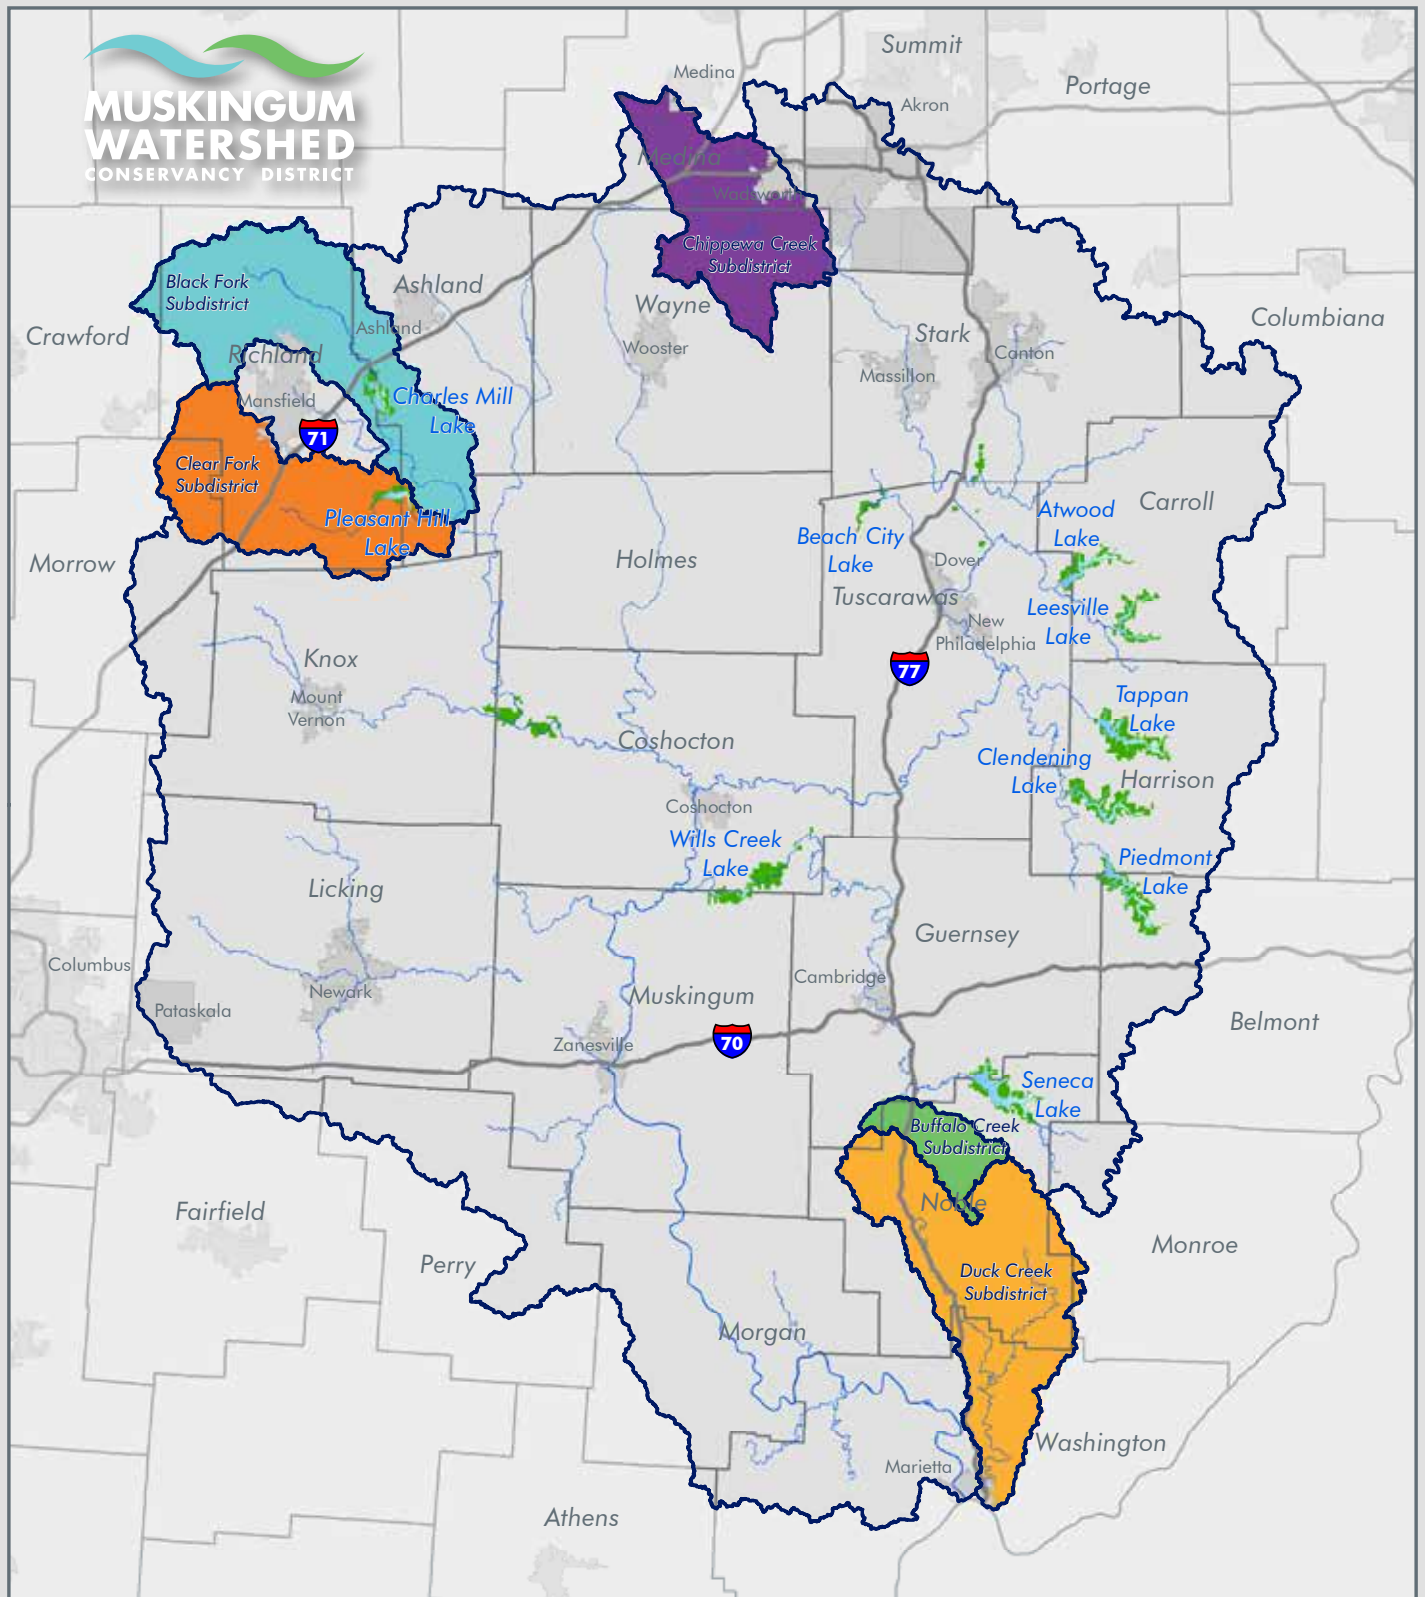 MUSKINGUM
WATERSHED
CONSERVANCY DISTRICT
Summit
Medina
Portage
Akron
Medina
Wadsworth
Chippewa Creek
Subdistrict
Black Fork
Subdistrict
Ashland
Wayne
Columbiana
Crawford
Ashland
Stark
Richland
Wooster
Canton
Massillon
Mansfield
Charles Mill
Lake
71
Clear Fork
Subdistrict
Pleasant Hill
Lake
Carroll
Atwood
Lake
Beach City
Lake
Morrow
Holmes
Dover
Tuscarawas
Leesville
Lake
New
Philadelphia
Knox
77
Mount
Vernon
Tappan
Lake
Coshocton
Clendening
Lake
Harrison
Coshocton
Wills Creek
Lake
Piedmont
Lake
Licking
Guernsey
Columbus
Cambridge
Newark
Muskingum
Pataskala
Belmont
Zanesville
70
Seneca
Lake
Buffalo Creek
Subdistrict
Noble
Fairfield
Monroe
Perry
Duck Creek
Subdistrict
Morgan
Washington
Marietta
Athens